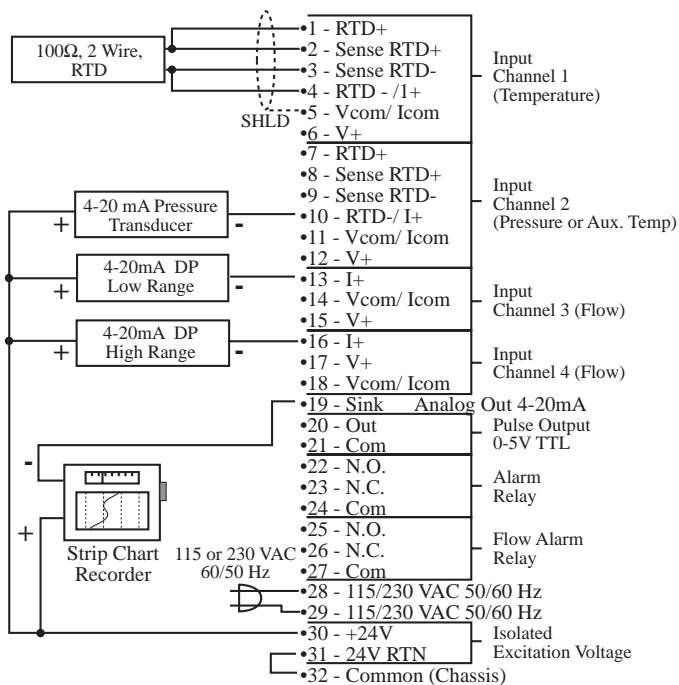 100Ω, 2 Wire,
RTD
SHLD
•1 - RTD+
•2 - Sense RTD+
•3 - Sense RTD-
•4 - RTD - /1+
•5 - Vcom/ Icom
•6 - V+
Input
Channel 1
(Temperature)
•7 - RTD+
•8 - Sense RTD+
•9 - Sense RTD-
•10 - RTD-/ I+
•11 - Vcom/ Icom
•12 - V+
Input
Channel 2
(Pressure or Aux. Temp)
+
4-20 mA Pressure
Transducer
-
•13 - I+
•14 - Vcom/ Icom
•15 - V+
Input
Channel 3 (Flow)
+
4-20mA DP
Low Range
-
•16 - I+
•17 - V+
•18 - Vcom/ Icom
Input
Channel 4 (Flow)
+
4-20mA DP
High Range
-
•19 - Sink Analog Out 4-20mA
•20 - Out
•21 - Com
Pulse Output
0-5V TTL
•22 - N.O.
•23 - N.C.
•24 - Com
Alarm
Relay
-
+
Strip Chart
Recorder
•25 - N.O.
•26 - N.C.
•27 - Com
Flow Alarm
Relay
115 or 230 VAC
60/50 Hz
•28 - 115/230 VAC 50/60 Hz
•29 - 115/230 VAC 50/60 Hz
•30 - +24V
•31 - 24V RTN
Isolated
Excitation Voltage
•32 - Common (Chassis)